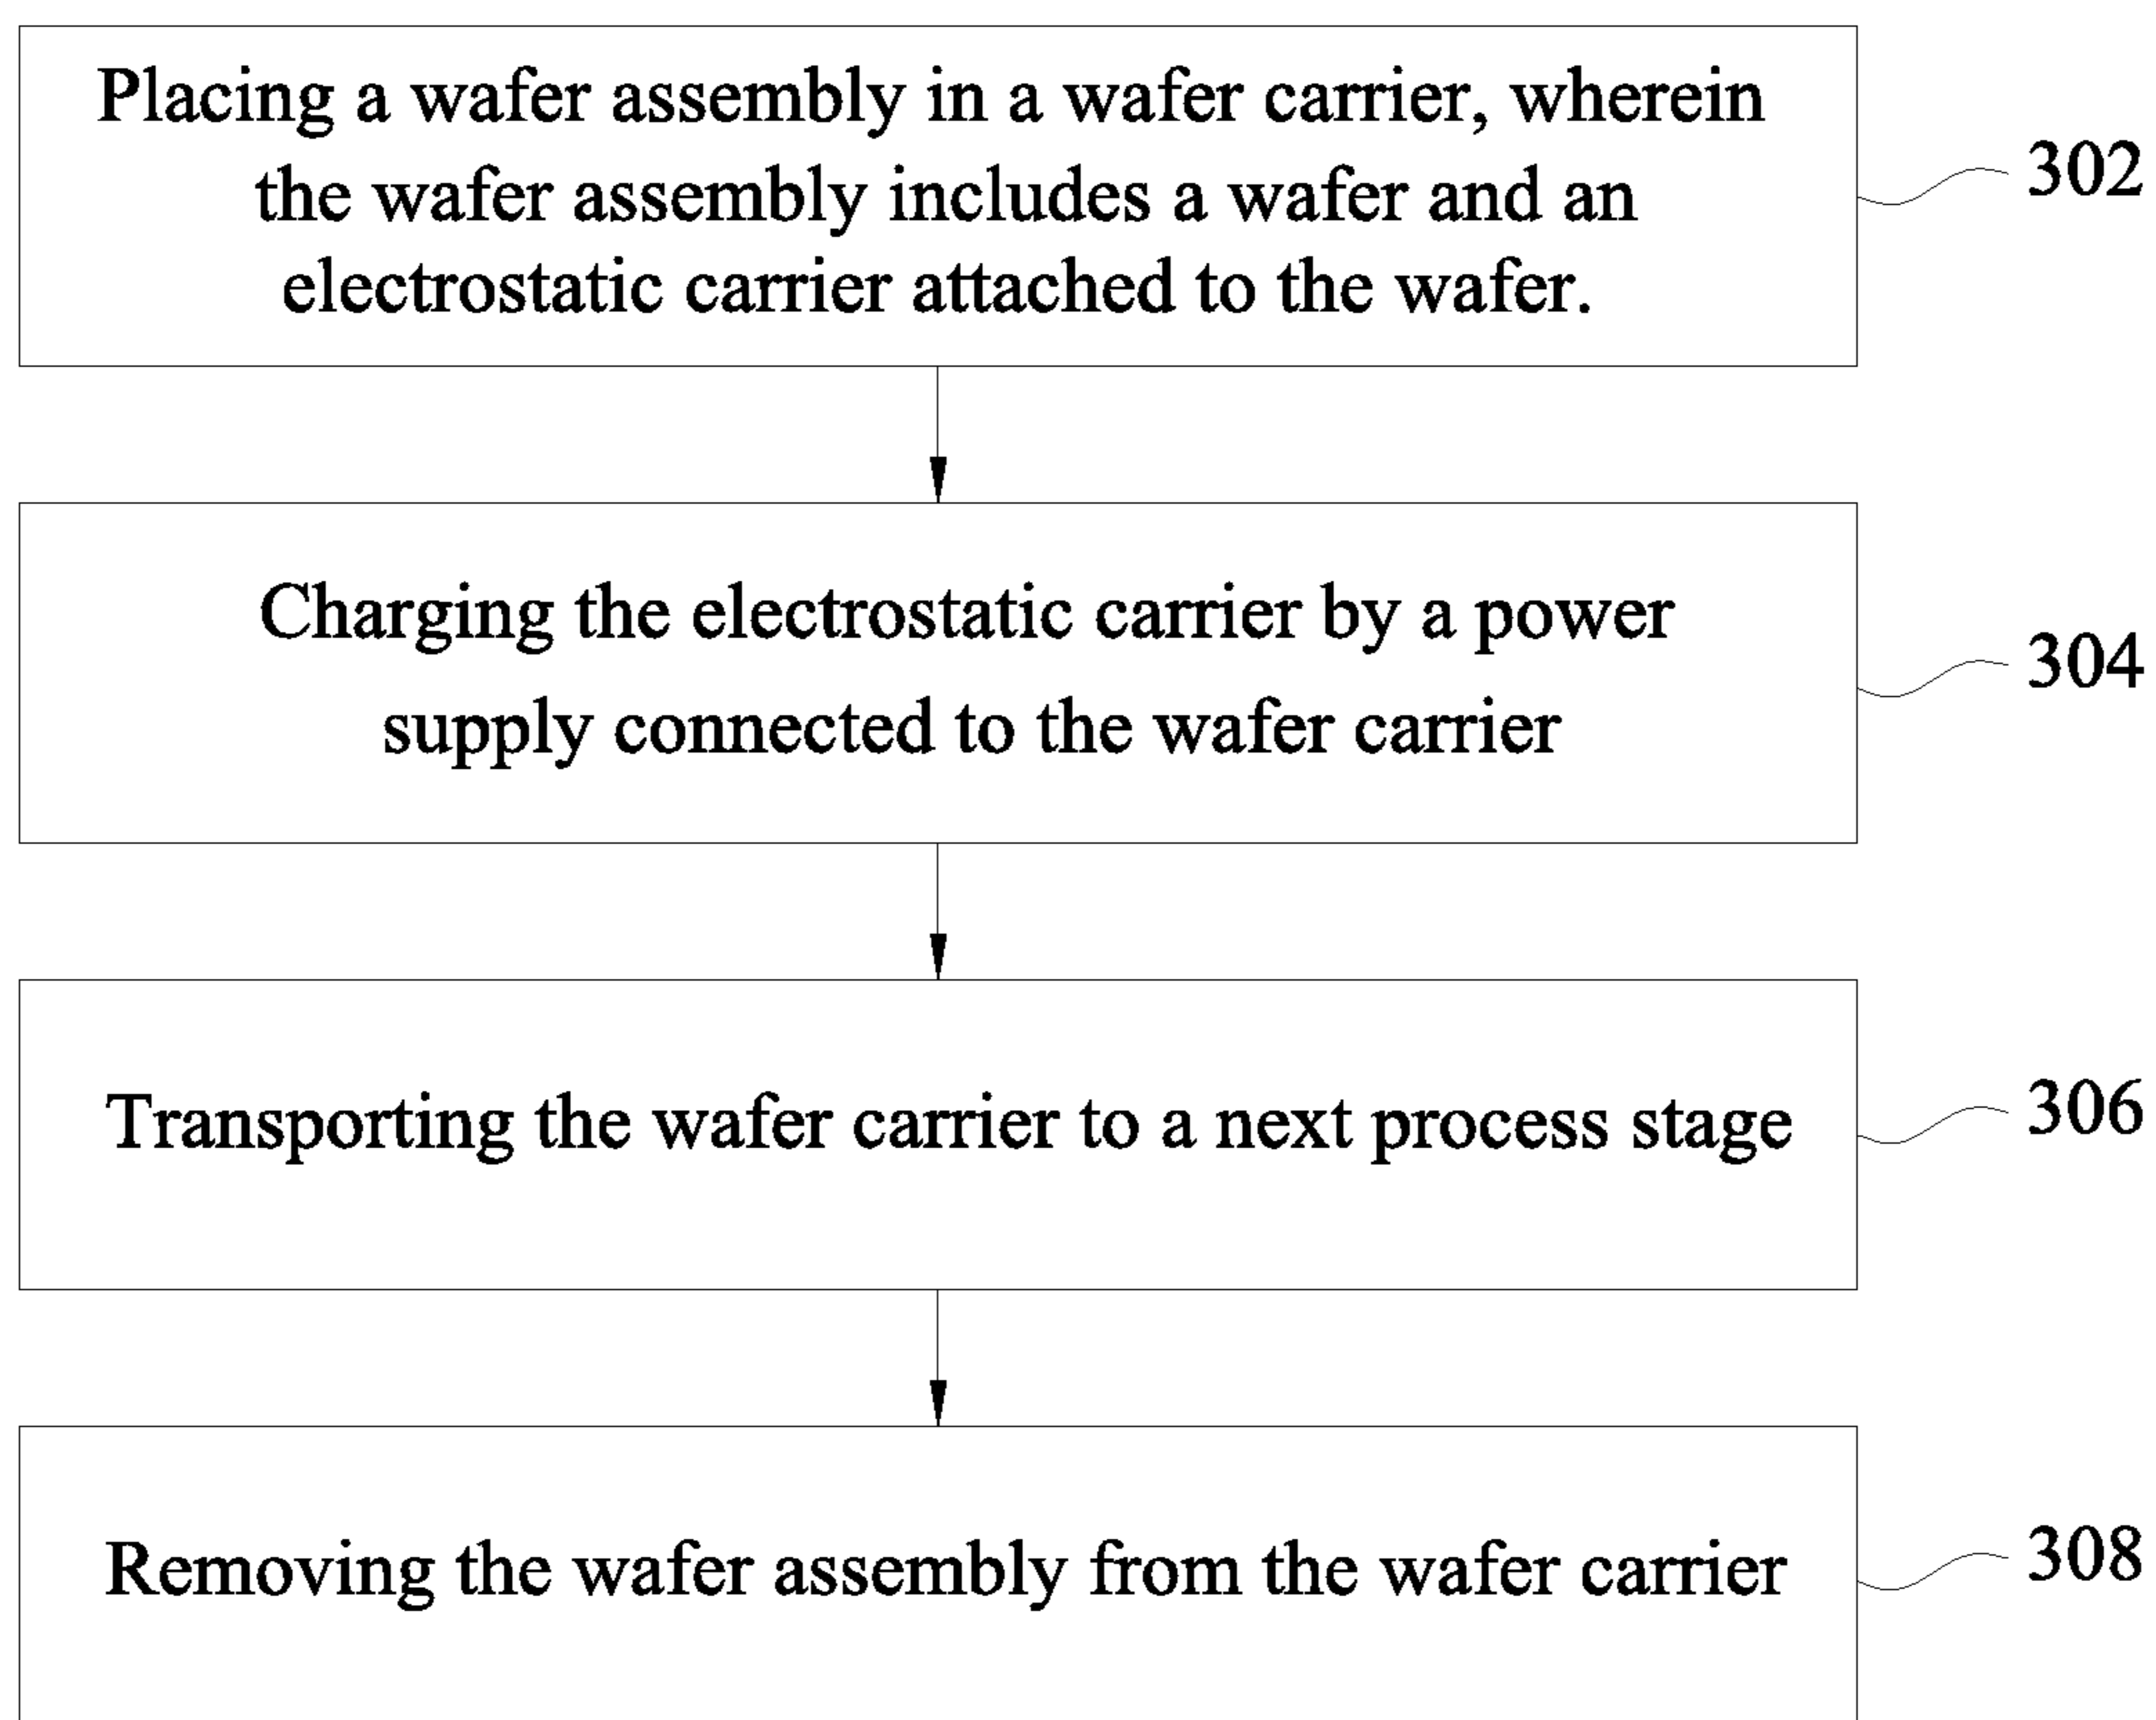 Placing a wafer assembly in a wafer carrier, wherein
the wafer assembly includes a wafer and an
electrostatic carrier attached to the wafer.
302
Charging the electrostatic carrier by a power
supply connected to the wafer carrier
304
Transporting the wafer carrier to a next process stage
306
Removing the wafer assembly from the wafer carrier
308